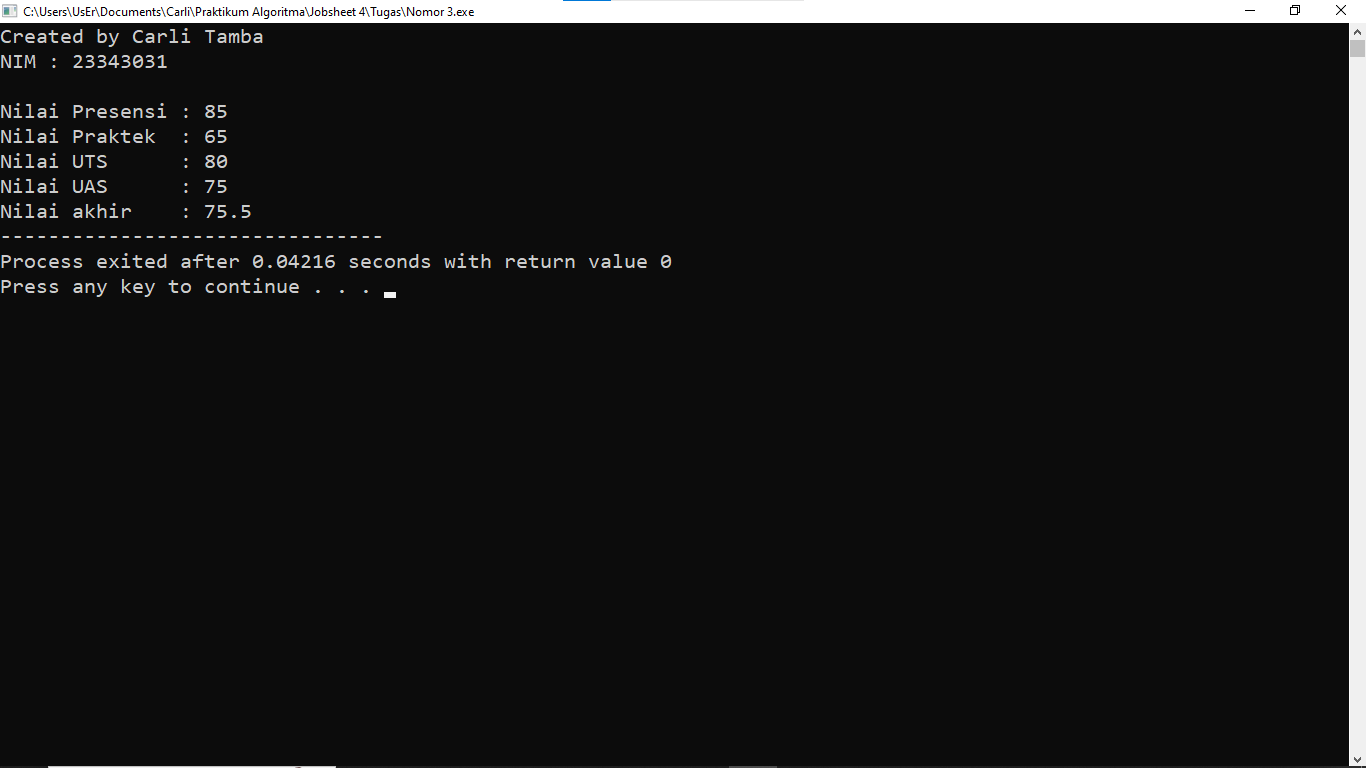 C:\Users\UsEr\Documents\Carli\Praktikum Algoritma\Jobsheet 4\Tugas\Nomor 3.exe
Created by Carli Tamba
NIM : 23343031
Nilai Presensi : 85
Nilai Praktek  : 65
Nilai UTS      : 80
Nilai UAS      : 75
Nilai akhir    : 75.5
--------------------------------
Process exited after 0.04216 seconds with return value 0
Press any key to continue . . .